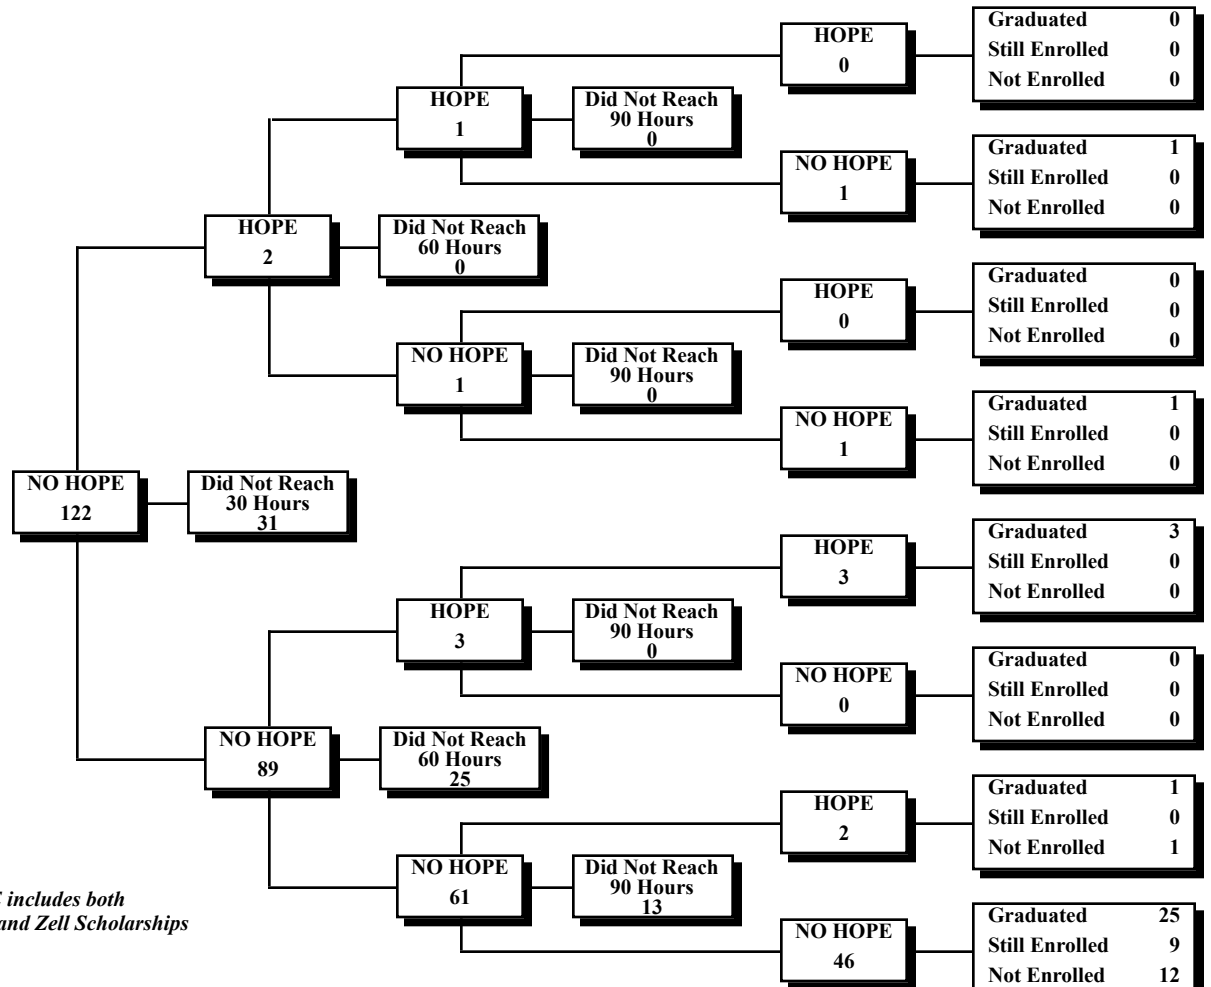 Graduated 0
HOPE
0
Still Enrolled 0
Not Enrolled 0
HOPE
1
Did Not Reach
90 Hours
0
Graduated 1
NO HOPE
1
Still Enrolled 0
Not Enrolled 0
HOPE
2
Did Not Reach
60 Hours
0
Graduated 0
HOPE
0
Still Enrolled 0
Not Enrolled 0
NO HOPE
1
Did Not Reach
90 Hours
0
Graduated 1
NO HOPE
1
Still Enrolled 0
Not Enrolled 0
NO HOPE
122
Did Not Reach
30 Hours
31
Graduated 3
HOPE
3
Still Enrolled 0
Not Enrolled 0
HOPE
3
Did Not Reach
90 Hours
0
Graduated 0
NO HOPE
0
Still Enrolled 0
Not Enrolled 0
NO HOPE
89
Did Not Reach
60 Hours
25
Graduated 1
HOPE
2
Still Enrolled 0
Not Enrolled 1
NO HOPE
61
Did Not Reach
90 Hours
13
includes both
and Zell Scholarships
Graduated 25
NO HOPE
46
Still Enrolled 9
Not Enrolled 12